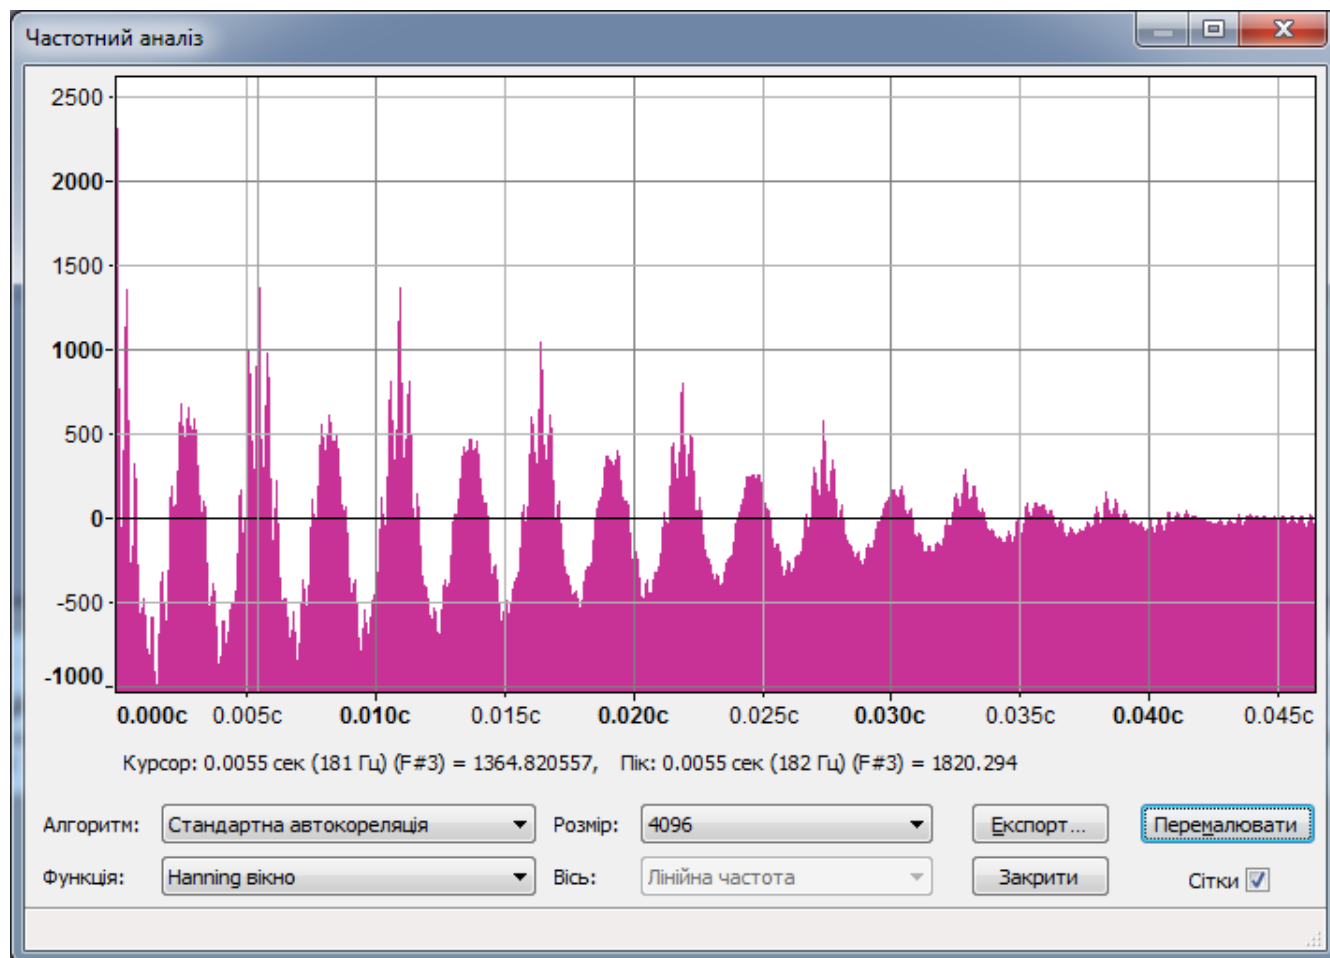 Частотний аналіз
2500
2000
1500
1000
500
0
-500
-1000
0.000с 0.005с 0.010с 0.015с 0.020с 0.025с 0.030с 0.035с 0.040с 0.045с
Курсор: 0.0055 сек (181 Гц) (F#3) = 1364.820557, Пік: 0.0055 сек (182 Гц) (F#3) = 1820.294
Алгоритм: Стандартна автокореляція Розмір: 4096 Експорт... Перемалювати
Функція: Hanning вікно Вісь: Лінійна частота Закрити Сітки